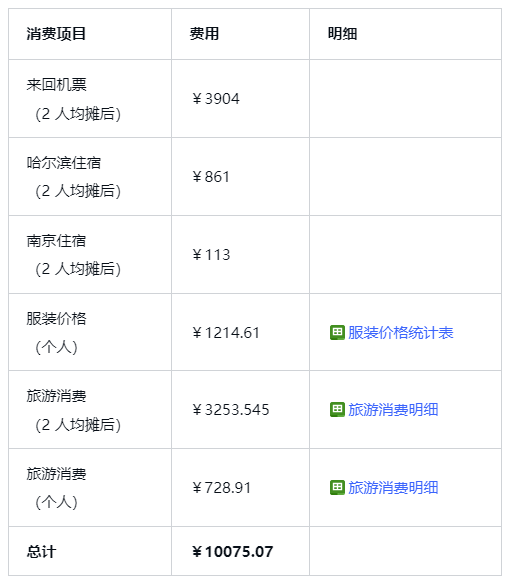 消费项目 费用 明细
来回机票 ￥3904
（2 人均摊后）
哈尔滨住宿 ￥861
（2 人均摊后）
南京住宿 ￥113
（2 人均摊后）
服装价格 ￥1214.61 服装价格统计表
（个人）
旅游消费 ￥3253.545 旅游消费明细
（2 人均摊后）
旅游消费 ￥728.91 旅游消费明细
（个人）
总计 ￥10075.07